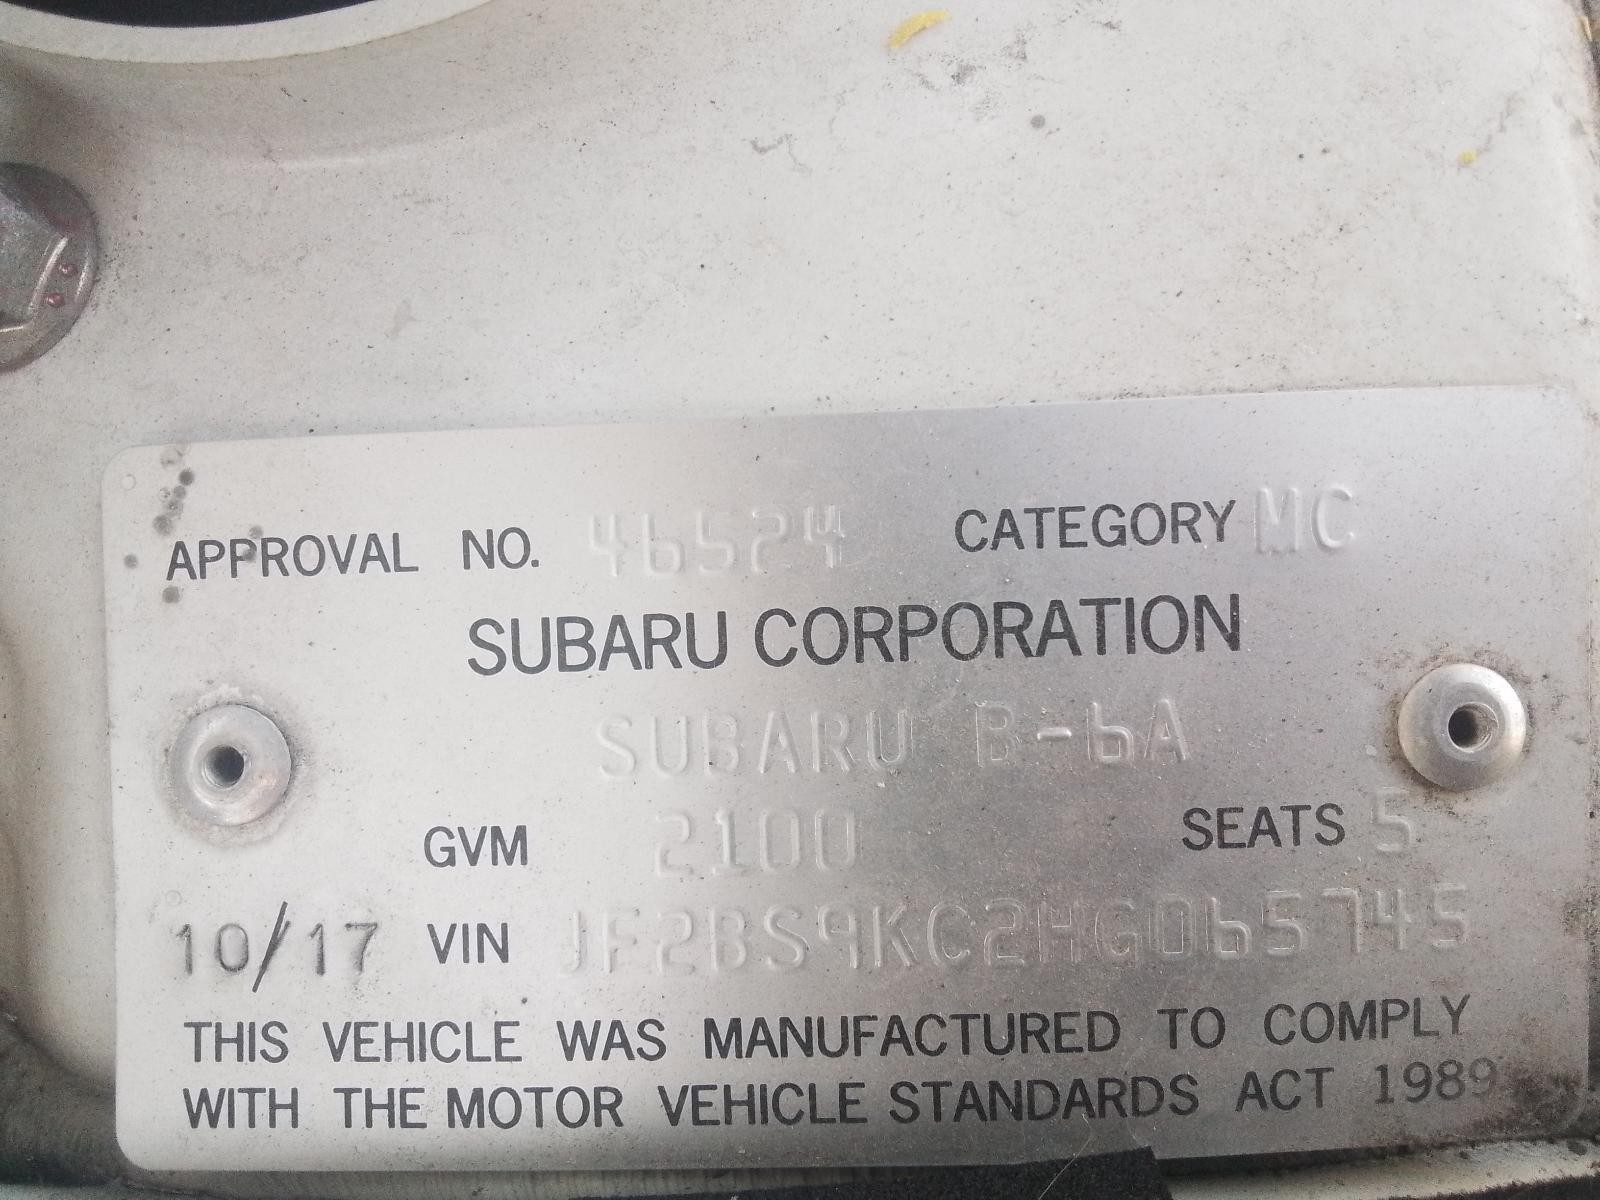 APPROVAL NO. 46524 CATEGORY MC
SUBARU CORPORATION
SUBARU B-6A
GVM 2100 SEATS 5
10/17 VIN JF2BS9KC2HG065745
THIS VEHICLE WAS MANUFACTURED TO COMPLY
WITH THE MOTOR VEHICLE STANDARDS ACT 1989